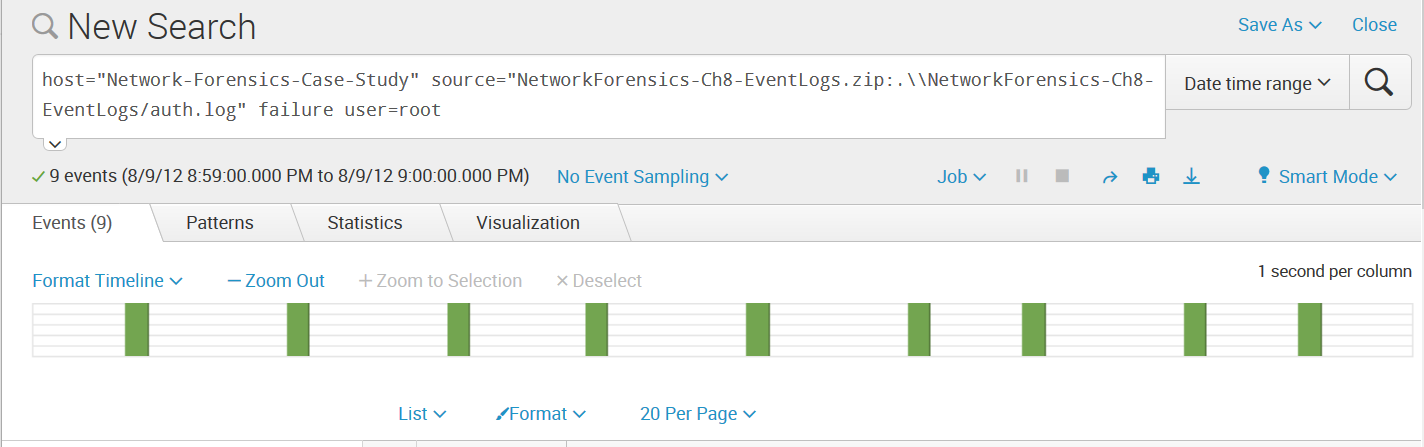 New Search
Save As
Close
host="Network-Forensics-Case-Study" source="NetworkForensics-Ch8-EventLogs.zip:.\\NetworkForensics-Ch8-
EventLogs/auth.log" failure user=root
Date time range
9 events (8/9/12 8:59:00.000 PM to 8/9/12 9:00:00.000 PM)
No Event Sampling
Job
Smart Mode
Events (9)
Patterns
Statistics
Visualization
Format Timeline
Zoom Out
Zoom to Selection
Deselect
1 second per column
List
Format
20 Per Page